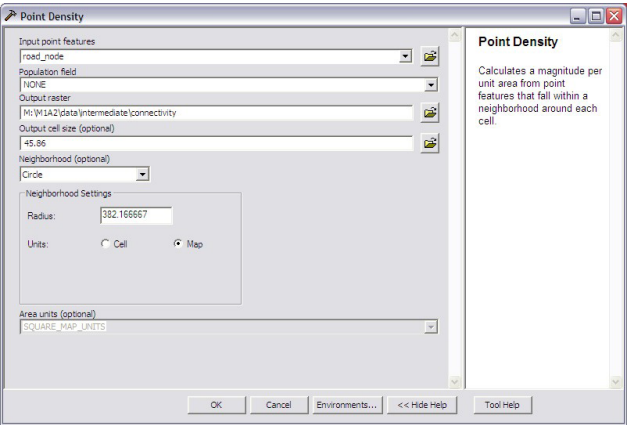 Point Density
Input point features
road_node
Population field
NONE
Output raster
M:\M1A2\data\intermediate\connectivity
Output cell size (optional)
45.86
Neighborhood (optional)
Circle
Neighborhood Settings
Radius: 382.166667
Units: Cell Map
Area units (optional)
SQUARE_MAP_UNITS
OK Cancel Environments... << Hide Help Tool Help
Point Density
Calculates a magnitude per
unit area from point
features that fall within a
neighborhood around each
cell.